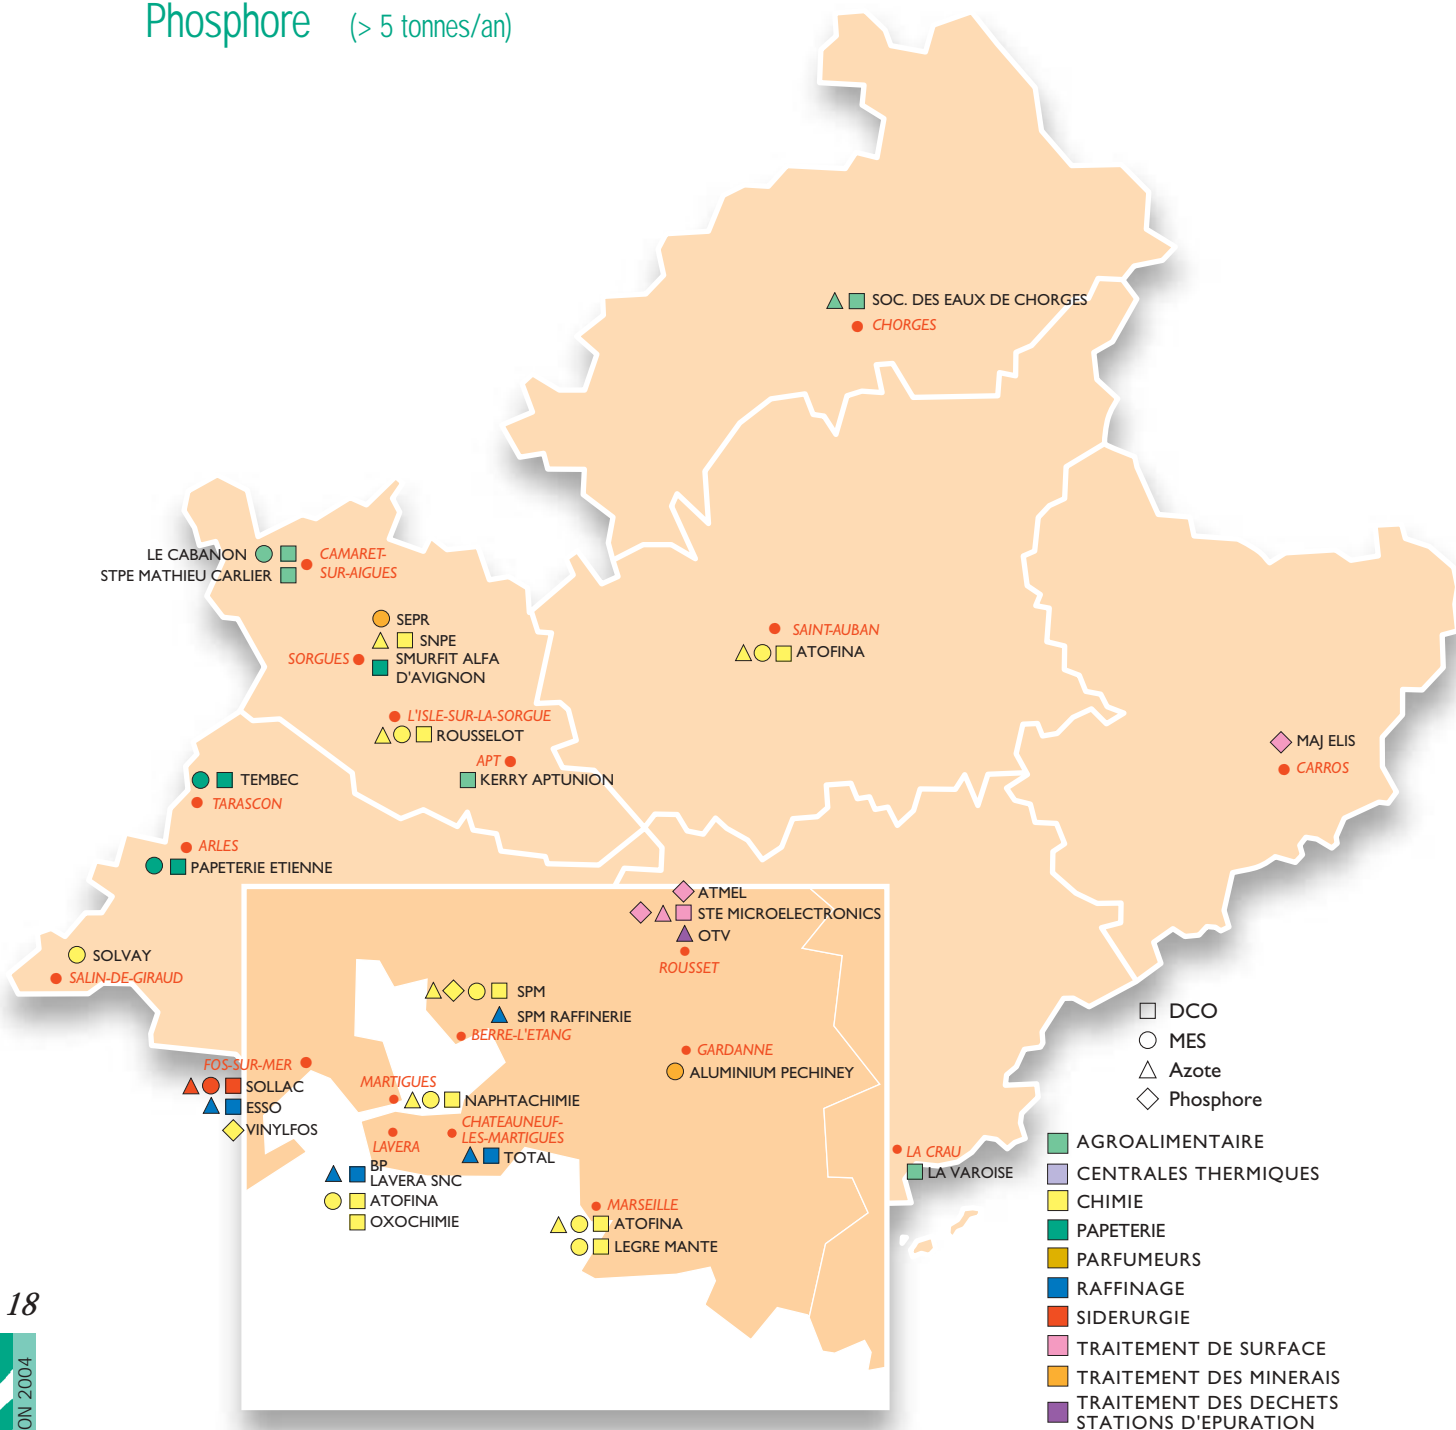 Phosphore (> 5 tonnes/an)
SOC. DES EAUX DE CHORGES
CHORGES
LE CABANON
CAMARET-
SUR-AIGUES
STPE MATHIEU CARLIER
SEPR
SNPE
SORGUES
SMURFIT ALFA
D'AVIGNON
SAINT-AUBAN
ATOFINA
L'ISLE-SUR-LA-SORGUE
ROUSSELOT
APT
KERRY APTUNION
MAJ ELIS
CARROS
TEMBEC
TARASCON
ARLES
PAPETERIE ETIENNE
ATMEL
STE MICROELECTRONICS
OTV
ROUSSET
SOLVAY
SALIN-DE-GIRAUD
SPM
SPM RAFFINERIE
BERRE-L'ETANG
GARDANNE
ALUMINIUM PECHINEY
FOS-SUR-MER
SOLLAC
ESSO
VINYLFOS
MARTIGUES
NAPHTACHIMIE
CHATEAUNEUF-
LES-MARTIGUES
LAVERA
TOTAL
BP
LAVERA SNC
ATOFINA
OXOCHIMIE
MARSEILLE
ATOFINA
LEGRE MANTE
LA CRAU
LA VAROISE
DCO
MES
Azote
Phosphore
AGROALIMENTAIRE
CENTRALES THERMIQUES
CHIMIE
PAPETERIE
PARFUMEURS
RAFFINAGE
SIDERURGIE
TRAITEMENT DE SURFACE
TRAITEMENT DES MINERAIS
TRAITEMENT DES DECHETS
STATIONS D'EPURATION
18
ON 2004